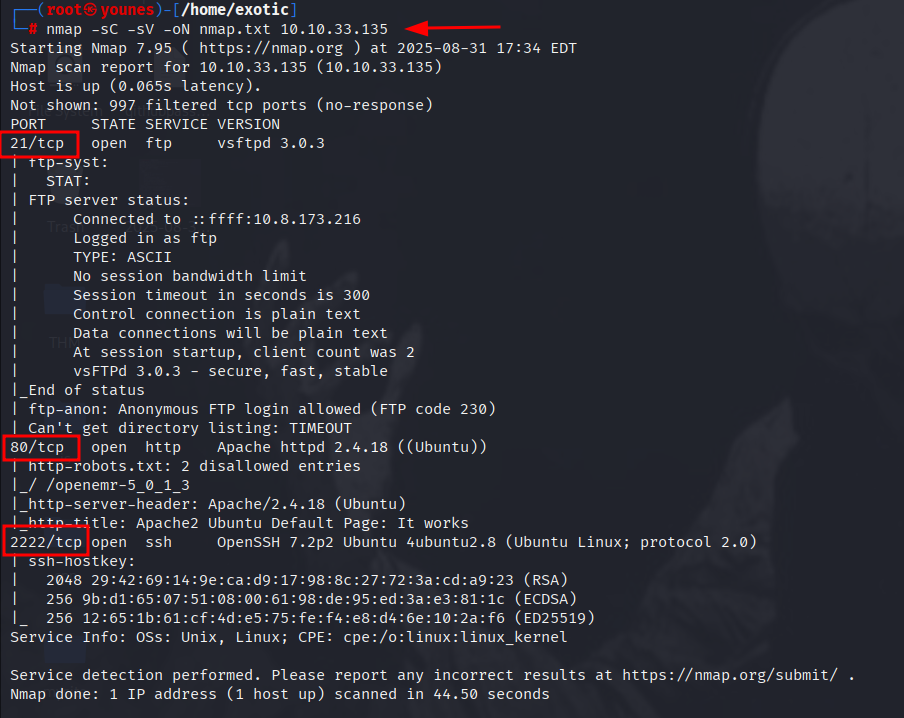 ┌──(root㉿younes)-[/home/exotic]
└─# nmap -sC -sV -oN nmap.txt 10.10.33.135
Starting Nmap 7.95 ( https://nmap.org ) at 2025-08-31 17:34 EDT
Nmap scan report for 10.10.33.135 (10.10.33.135)
Host is up (0.065s latency).
Not shown: 997 filtered tcp ports (no-response)
PORT     STATE SERVICE VERSION
21/tcp   open  ftp     vsftpd 3.0.3
| ftp-syst:
|   STAT:
| FTP server status:
|      Connected to ::ffff:10.8.173.216
|      Logged in as ftp
|      TYPE: ASCII
|      No session bandwidth limit
|      Session timeout in seconds is 300
|      Control connection is plain text
|      Data connections will be plain text
|      At session startup, client count was 2
|      vsFTPd 3.0.3 - secure, fast, stable
|_End of status
| ftp-anon: Anonymous FTP login allowed (FTP code 230)
|_Can't get directory listing: TIMEOUT
80/tcp   open  http    Apache httpd 2.4.18 ((Ubuntu))
| http-robots.txt: 2 disallowed entries
|_/ /openemr-5_0_1_3
|_http-server-header: Apache/2.4.18 (Ubuntu)
|_http-title: Apache2 Ubuntu Default Page: It works
2222/tcp open  ssh     OpenSSH 7.2p2 Ubuntu 4ubuntu2.8 (Ubuntu Linux; protocol 2.0)
| ssh-hostkey:
|   2048 29:42:69:14:9e:ca:d9:17:98:8c:27:72:3a:cd:a9:23 (RSA)
|   256 9b:d1:65:07:51:08:00:61:98:de:95:ed:3a:e3:81:1c (ECDSA)
|_  256 12:65:1b:61:cf:4d:e5:75:fe:f4:e8:d4:6e:10:2a:f6 (ED25519)
Service Info: OSs: Unix, Linux; CPE: cpe:/o:linux:linux_kernel
Service detection performed. Please report any incorrect results at https://nmap.org/submit/ .
Nmap done: 1 IP address (1 host up) scanned in 44.50 seconds